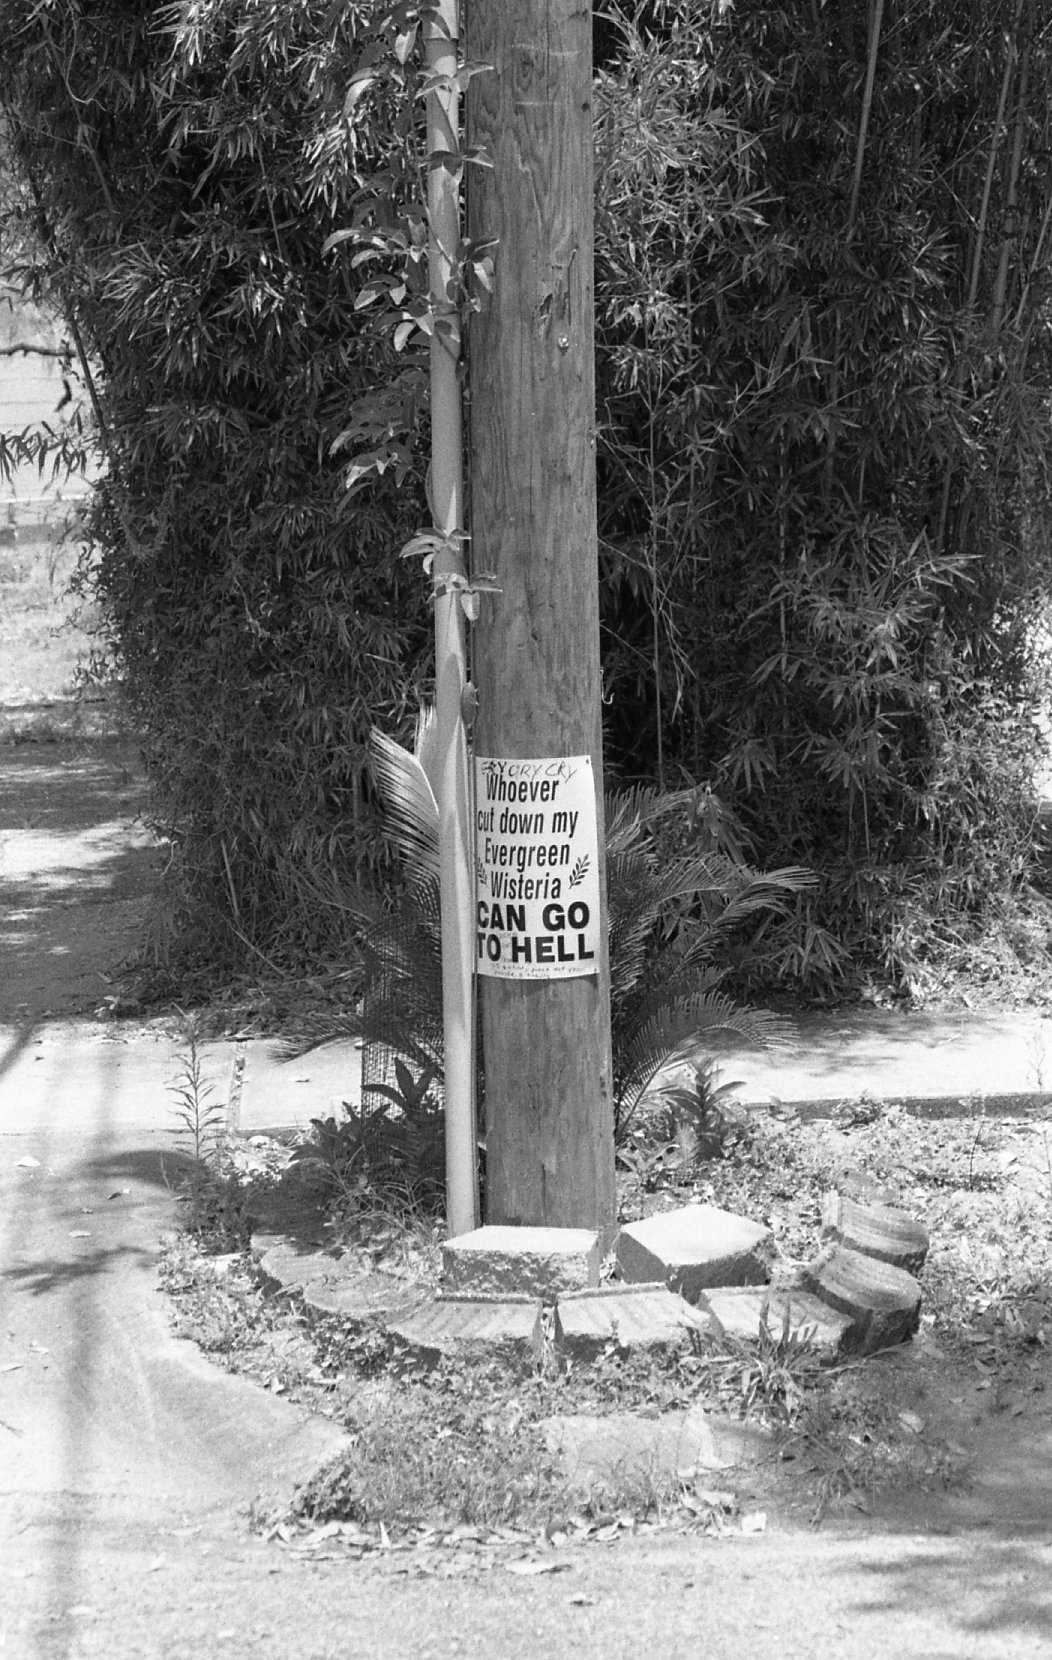 CRY CRY CRY
Whoever
cut down my
Evergreen
Wisteria
CAN GO
TO HELL